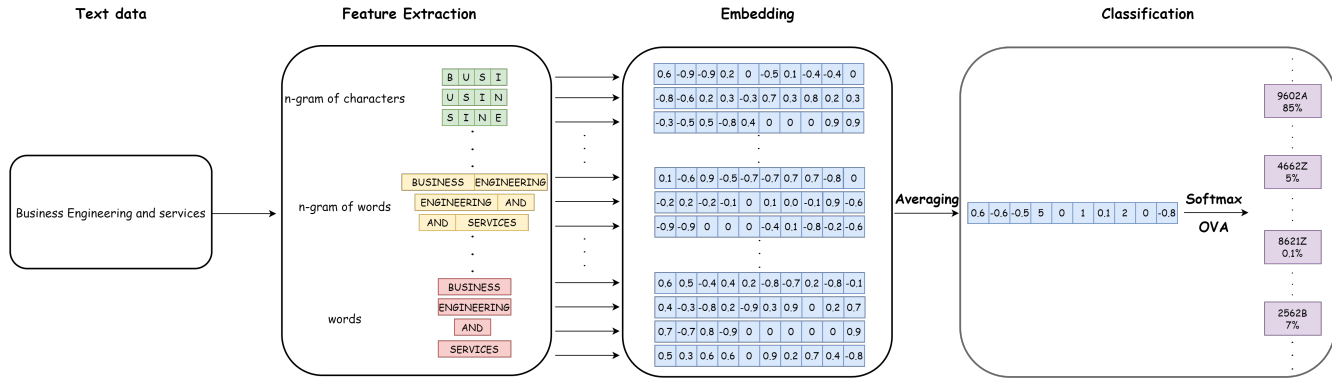 Text data
Feature Extraction
Embedding
Classification
Business Engineering and services
n-gram of characters
B U S I
U S I N
S I N E
n-gram of words
BUSINESS ENGINEERING
ENGINEERING AND
AND SERVICES
words
BUSINESS
ENGINEERING
AND
SERVICES
0.6 -0.9 -0.9 0.2 0 -0.5 0.1 -0.4 -0.4 0
-0.8 -0.6 0.2 0.3 -0.3 0.7 0.3 0.8 0.2 0.3
-0.3 -0.5 0.5 -0.8 0.4 0 0 0 0.9 0.9
0.1 -0.6 0.9 -0.5 -0.7 -0.7 0.7 0.7 -0.8 0
-0.2 0.2 -0.2 -0.1 0 0.1 0.0 -0.1 0.9 -0.6
-0.9 -0.9 0 0 0 -0.4 0.1 -0.8 -0.2 -0.6
0.6 0.5 -0.4 0.4 0.2 -0.8 -0.7 0.2 -0.8 -0.1
0.4 -0.3 -0.8 0.2 -0.9 0.3 0.9 0 0.2 0.7
0.7 -0.7 0.8 -0.9 0 0 0 0 0 0.9
0.5 0.3 0.6 0.6 0 0.9 0.2 0.7 0.4 -0.8
Averaging
0.6 -0.6 -0.5 5 0 1 0.1 2 0 -0.8
Softmax
OVA
9602A
85%
4662Z
5%
8621Z
0,1%
2562B
7%